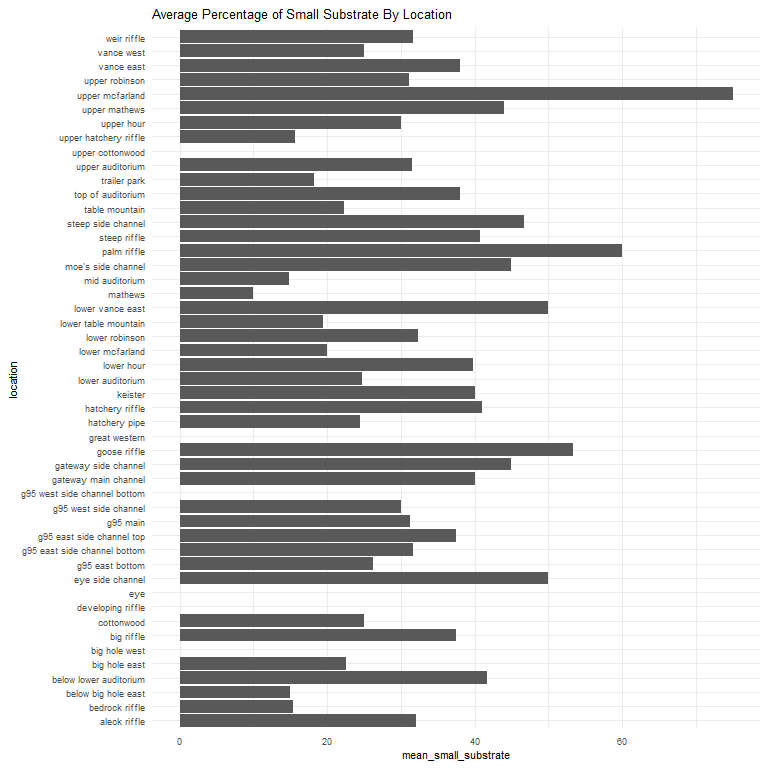 Average Percentage of Small Substrate By Location
weir riffle
vance west
vance east
upper robinson
upper mcfarland
upper mathews
upper hour
upper hatchery riffle
upper cottonwood
upper auditorium
trailer park
top of auditorium
table mountain
steep side channel
steep riffle
palm riffle
moe's side channel
mid auditorium
mathews
lower vance east
lower table mountain
lower robinson
lower mcfarland
lower hour
lower auditorium
keister
hatchery riffle
hatchery pipe
great western
goose riffle
gateway side channel
gateway main channel
g95 west side channel bottom
g95 west side channel
g95 main
g95 east side channel top
g95 east side channel bottom
g95 east bottom
eye side channel
eye
developing riffle
cottonwood
big riffle
big hole west
big hole east
below lower auditorium
below big hole east
bedrock riffle
aleck riffle
location
0 20 40 60
mean_small_substrate